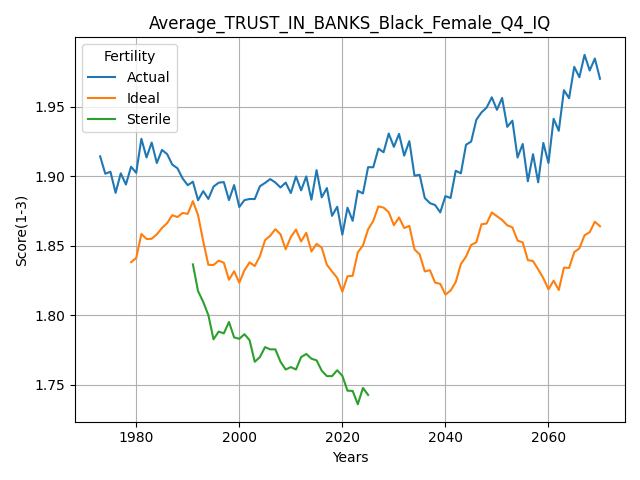 Average_TRUST_IN_BANKS_Black_Female_Q4_IQ
Fertility
Actual
Ideal
Sterile
1.95
1.90
1.85
1.80
1.75
Score(1-3)
1980
2000
2020
2040
2060
Years